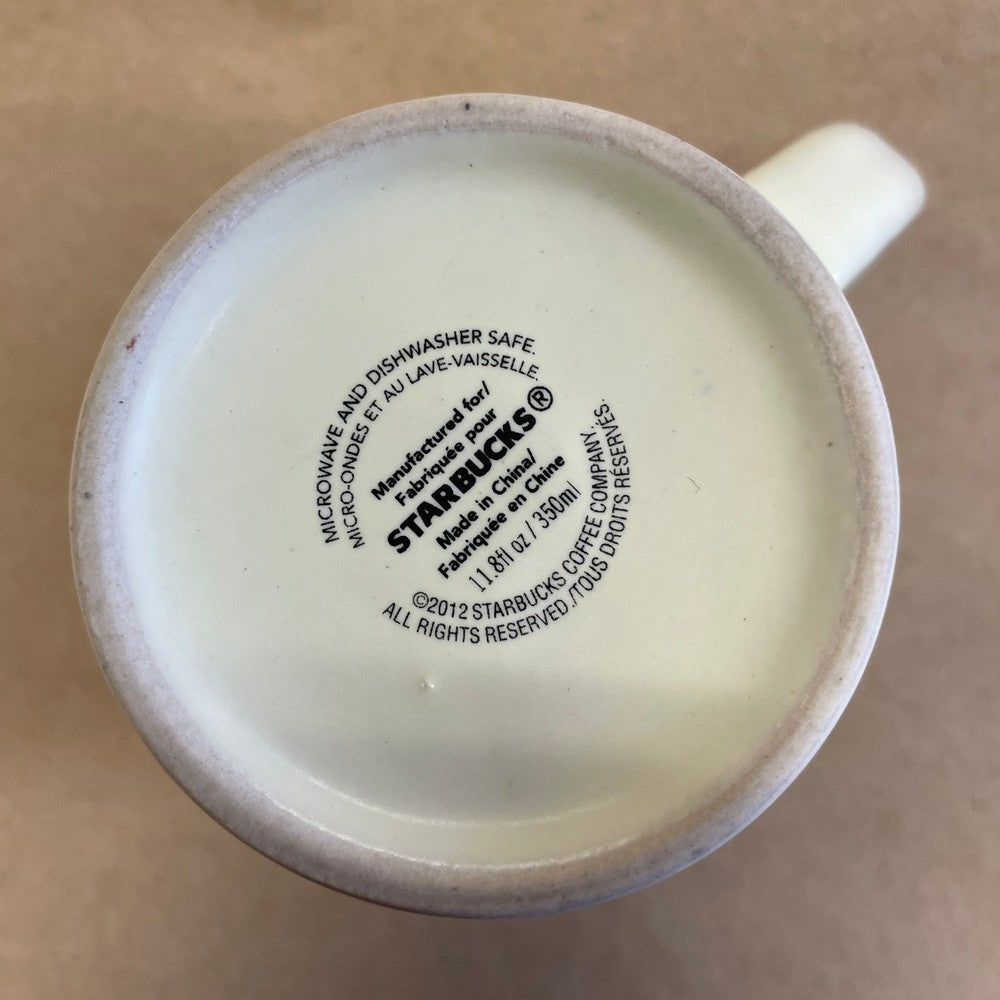 MICROWAVE AND DISHWASHER SAFE.
MICRO-ONDES ET AU LAVE-VAISSELLE.
Manufactured for/
Fabriquée pour
STARBUCKS®
Made in China/
Fabriquée en Chine
11.8fl oz / 350ml
©2012 STARBUCKS COFFEE COMPANY.
ALL RIGHTS RESERVED./TOUS DROITS RÉSERVÉS.